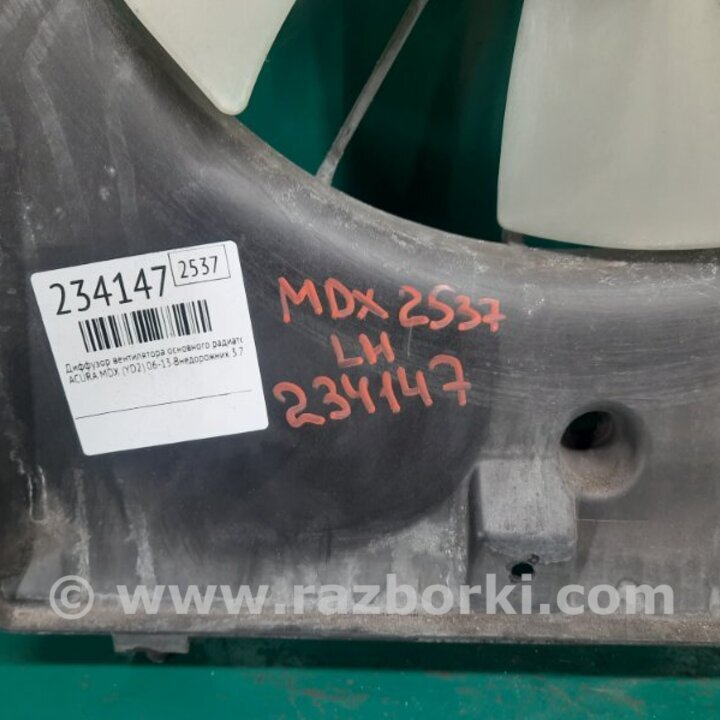 234147 2537
Диффузор вентилятора основного радиато
ACURA MDX (YD2) 06-13 Внедорожник 3.7
MDX 2537
LH
234147
© www.razborki.com